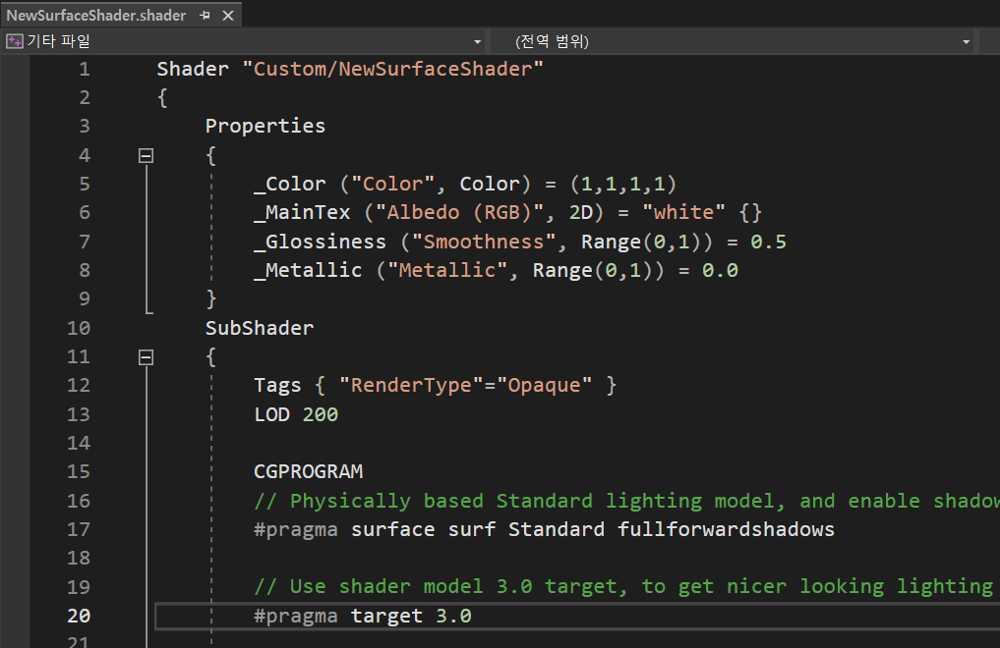 NewSurfaceShader.shader
기타 파일 (전역 범위)
1 Shader "Custom/NewSurfaceShader"
2 {
3 Properties
4 {
5 _Color ("Color", Color) = (1,1,1,1)
6 _MainTex ("Albedo (RGB)", 2D) = "white" {}
7 _Glossiness ("Smoothness", Range(0,1)) = 0.5
8 _Metallic ("Metallic", Range(0,1)) = 0.0
9 }
10 SubShader
11 {
12 Tags { "RenderType"="Opaque" }
13 LOD 200
14
15 CGPROGRAM
16 // Physically based Standard lighting model, and enable shadow
17 #pragma surface surf Standard fullforwardshadows
18
19 // Use shader model 3.0 target, to get nicer looking lighting
20 #pragma target 3.0
21